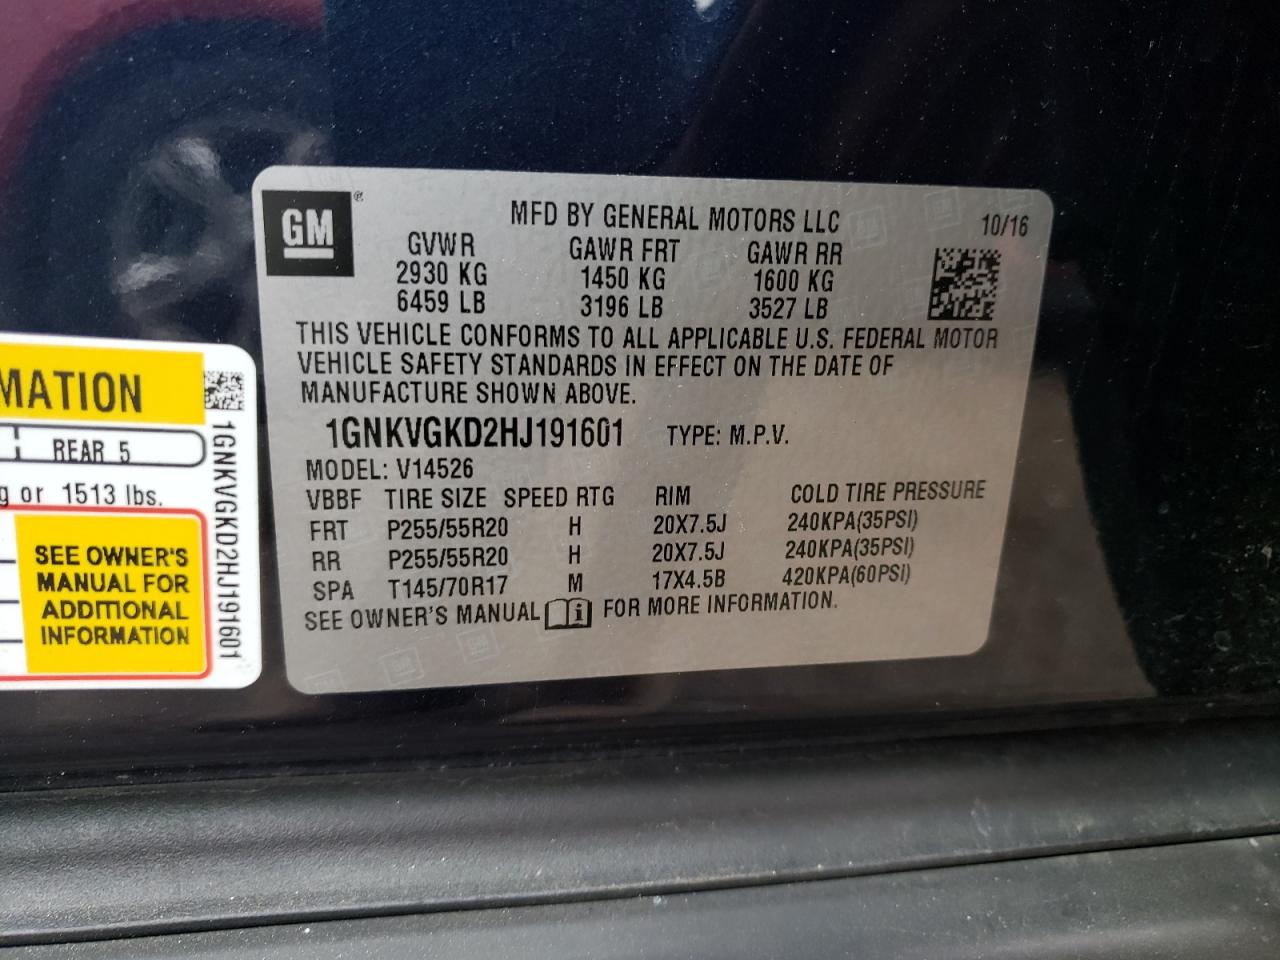 GM ®
MFD BY GENERAL MOTORS LLC 10/16
GVWR GAWR FRT GAWR RR
2930 KG 1450 KG 1600 KG
6459 LB 3196 LB 3527 LB
THIS VEHICLE CONFORMS TO ALL APPLICABLE U.S. FEDERAL MOTOR
VEHICLE SAFETY STANDARDS IN EFFECT ON THE DATE OF
MANUFACTURE SHOWN ABOVE.
1GNKVGKD2HJ191601 TYPE: M.P.V.
MODEL: V14526
VBBF TIRE SIZE SPEED RTG RIM COLD TIRE PRESSURE
FRT P255/55R20 H 20X7.5J 240KPA(35PSI)
RR P255/55R20 H 20X7.5J 240KPA(35PSI)
SPA T145/70R17 M 17X4.5B 420KPA(60PSI)
SEE OWNER'S MANUAL i FOR MORE INFORMATION.
MATION
REAR 5
g or 1513 lbs.
SEE OWNER'S
MANUAL FOR
ADDITIONAL
INFORMATION
1GNKVGKD2HJ191601